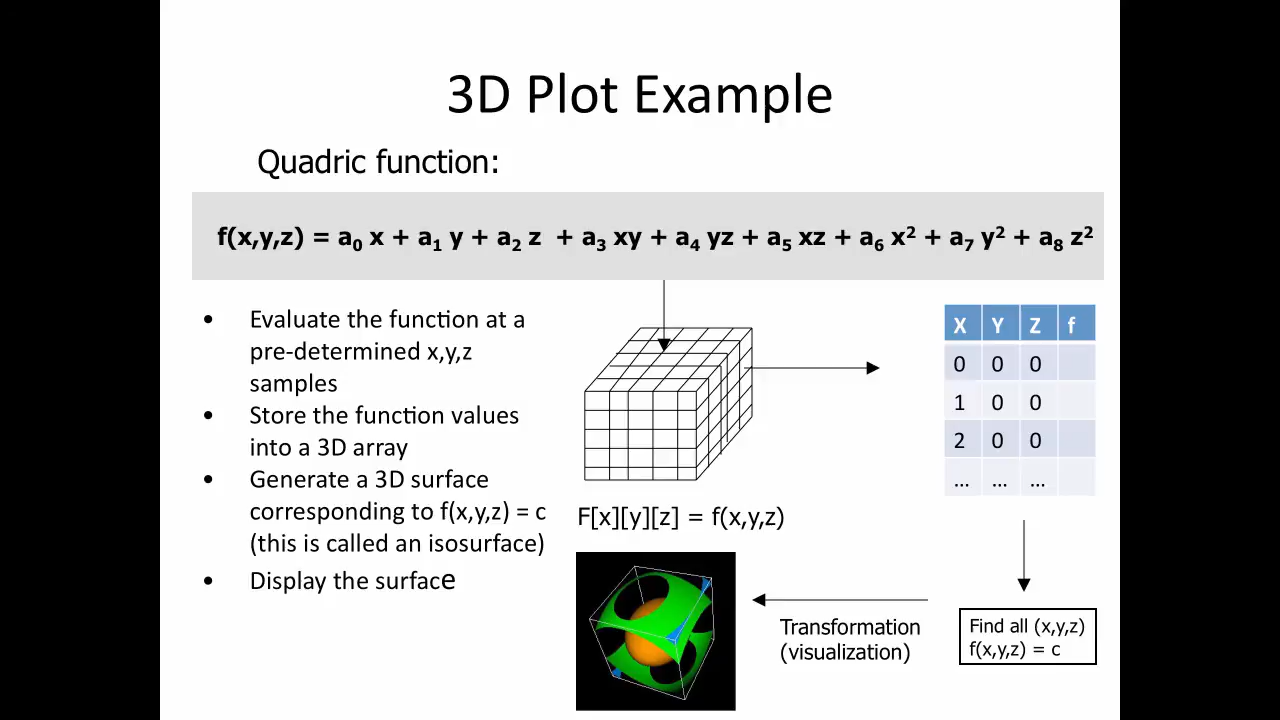 3D Plot Example
Quadric function:
f(x,y,z) = a₀ x + a₁ y + a₂ z + a₃ xy + a₄ yz + a₅ xz + a₆ x² + a₇ y² + a₈ z²
• Evaluate the function at a
pre-determined x,y,z
samples
• Store the function values
into a 3D array
• Generate a 3D surface
corresponding to f(x,y,z) = c
(this is called an isosurface)
• Display the surface
F[x][y][z] = f(x,y,z)
X Y Z f
0 0 0
1 0 0
2 0 0
... ... ...
Find all (x,y,z)
f(x,y,z) = c
Transformation
(visualization)